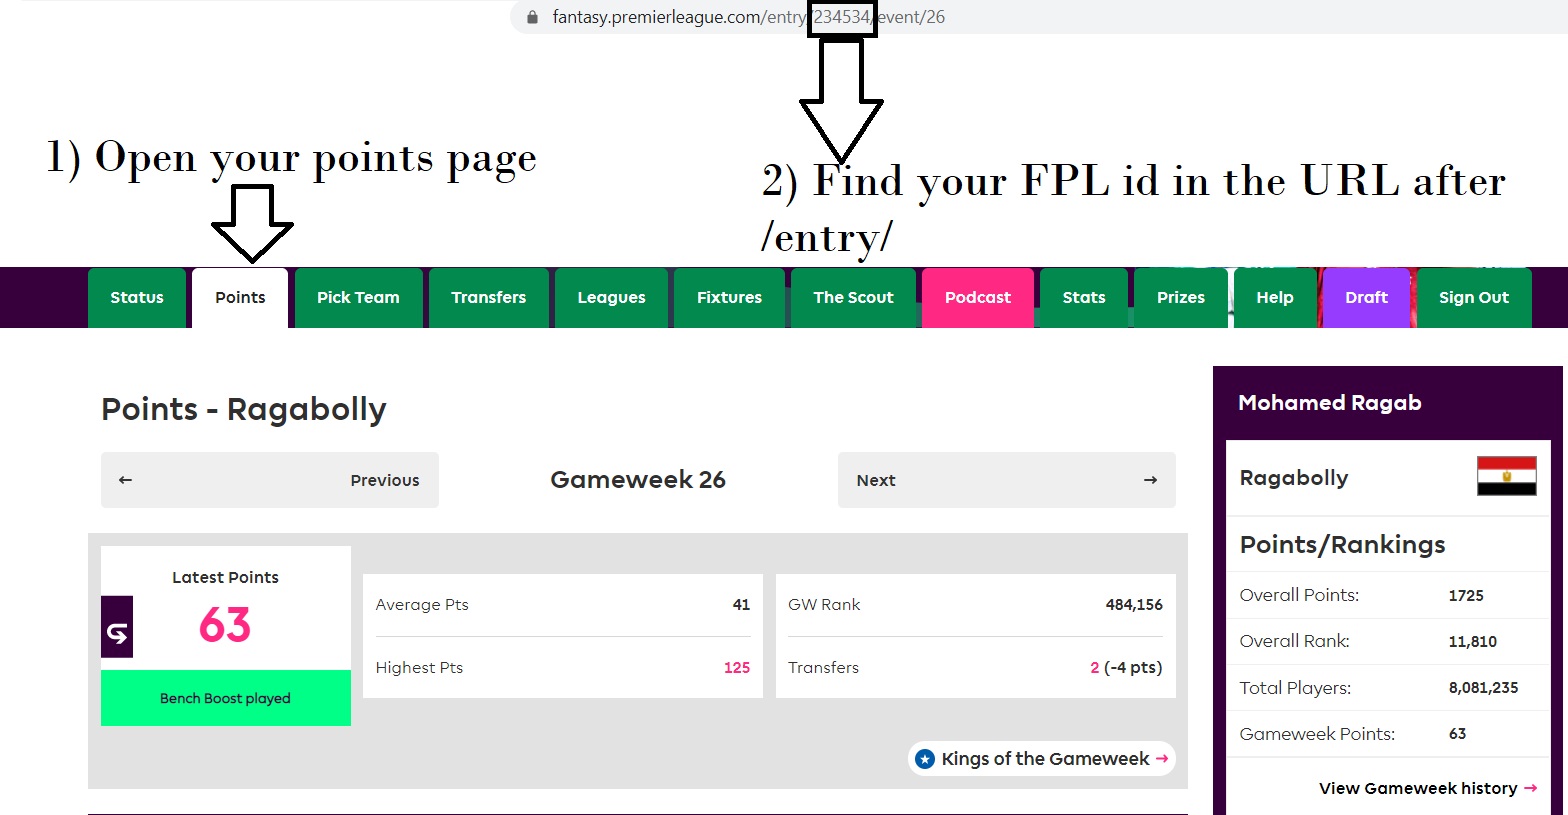 fantasy.premierleague.com/entry/234534/event/26
1) Open your points page
2) Find your FPL id in the URL after
/entry/
Status Points Pick Team Transfers Leagues Fixtures The Scout Podcast Stats Prizes Help Draft Sign Out
Points - Ragabolly
← Previous Gameweek 26 Next →
Latest Points
63
Bench Boost played
Average Pts 41
Highest Pts 125
GW Rank 484,156
Transfers 2 (-4 pts)
Kings of the Gameweek →
Mohamed Ragab
Ragabolly
Points/Rankings
Overall Points: 1725
Overall Rank: 11,810
Total Players: 8,081,235
Gameweek Points: 63
View Gameweek history →